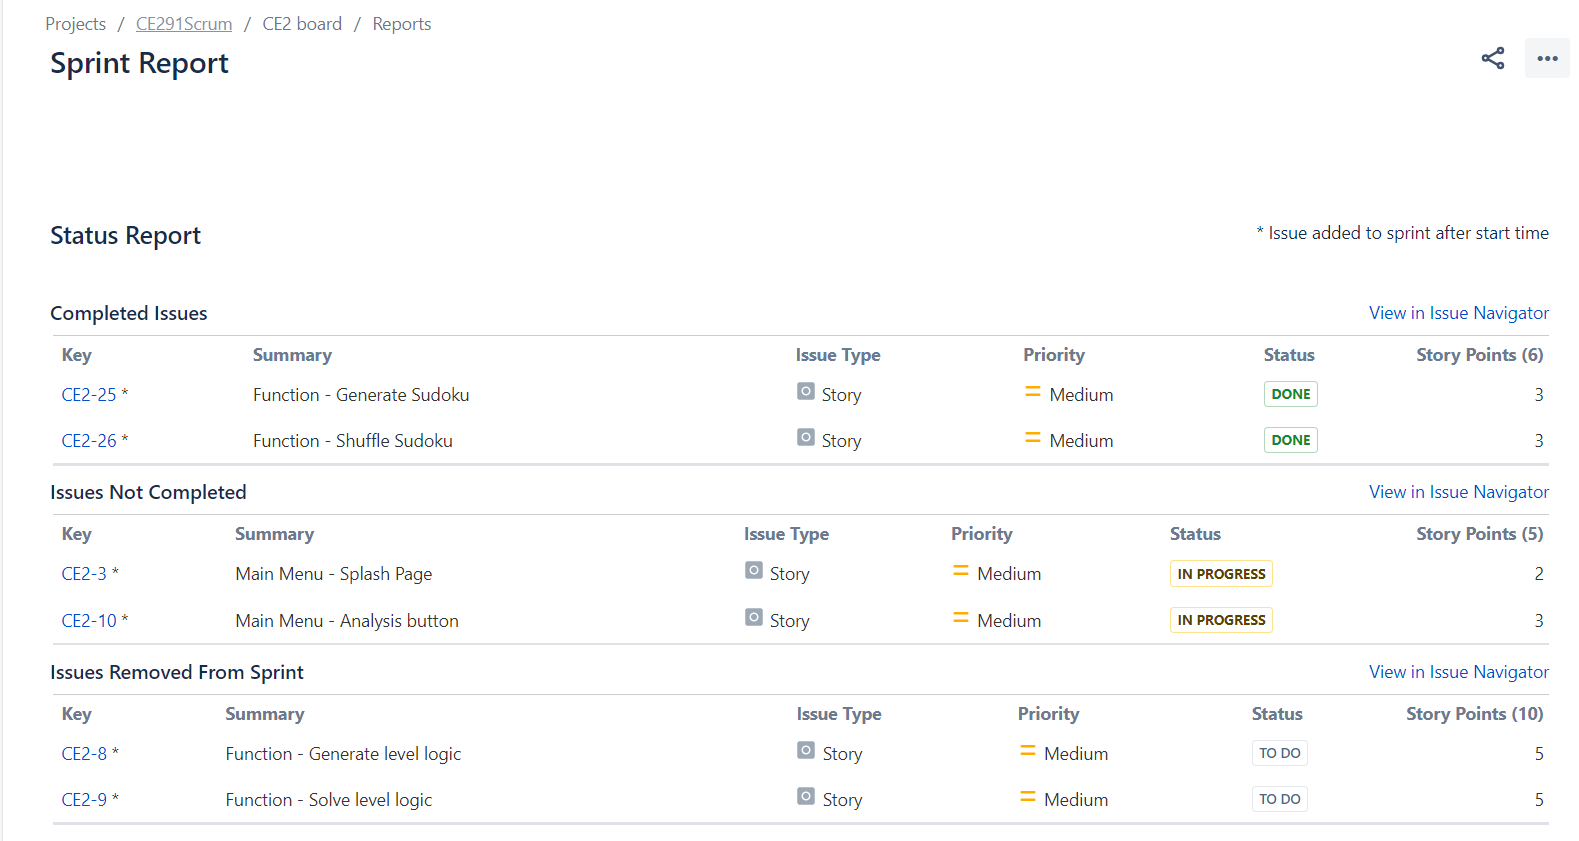 Projects / CE291Scrum / CE2 board / Reports
Sprint Report
Status Report
* Issue added to sprint after start time
Completed Issues
View in Issue Navigator
Key Summary Issue Type Priority Status Story Points (6)
CE2-25 * Function - Generate Sudoku Story Medium DONE 3
CE2-26 * Function - Shuffle Sudoku Story Medium DONE 3
Issues Not Completed
View in Issue Navigator
Key Summary Issue Type Priority Status Story Points (5)
CE2-3 * Main Menu - Splash Page Story Medium IN PROGRESS 2
CE2-10 * Main Menu - Analysis button Story Medium IN PROGRESS 3
Issues Removed From Sprint
View in Issue Navigator
Key Summary Issue Type Priority Status Story Points (10)
CE2-8 * Function - Generate level logic Story Medium TO DO 5
CE2-9 * Function - Solve level logic Story Medium TO DO 5